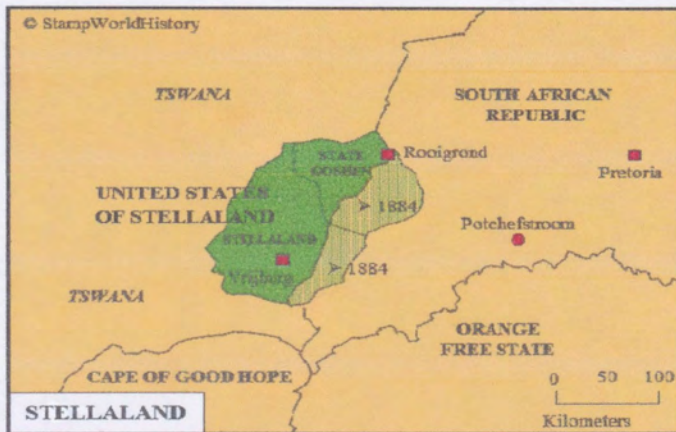 © StampWorldHistory
TSWANA
SOUTH AFRICAN
REPUBLIC
STATE
GOSHEN
Rooigrond
Pretoria
UNITED STATES
OF STELLALAND
> 1884
Potchefstroom
STELLALAND
> 1884
Vrijburg
TSWANA
ORANGE
FREE STATE
CAPE OF GOOD HOPE
0 50 100
Kilometers
STELLALAND